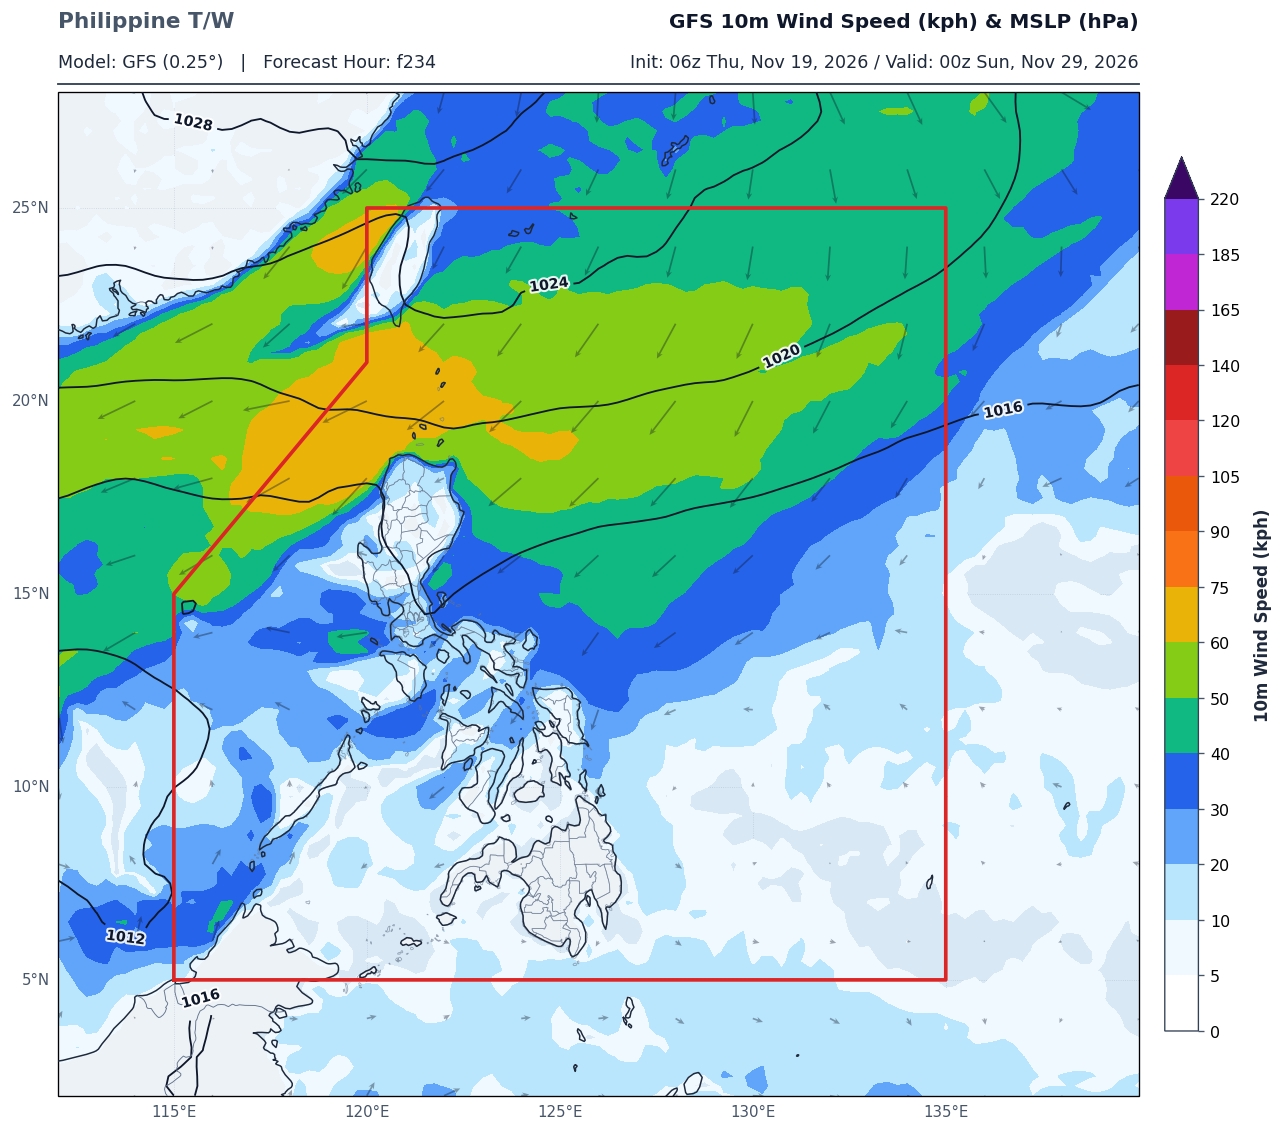 Philippine T/W
GFS 10m Wind Speed (kph) & MSLP (hPa)
Model: GFS (0.25°)   |   Forecast Hour: f234
Init: 06z Thu, Nov 19, 2026 / Valid: 00z Sun, Nov 29, 2026
1028
1024
1020
1016
1012
1016
25°N
20°N
15°N
10°N
5°N
115°E
120°E
125°E
130°E
135°E
220
185
165
140
120
105
90
75
60
50
40
30
20
10
5
0
10m Wind Speed (kph)